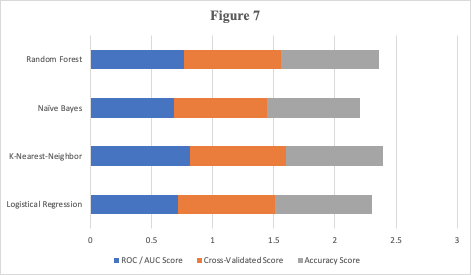 Figure 7
Random Forest
Naïve Bayes
K-Nearest-Neighbor
Logistical Regression
0 0.5 1 1.5 2 2.5 3
ROC / AUC Score Cross-Validated Score Accuracy Score